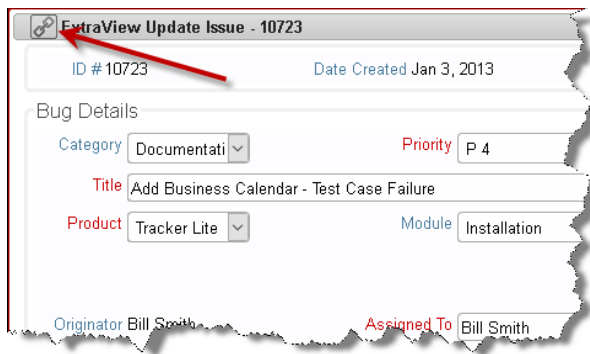 ExtraView Update Issue - 10723
ID # 10723 Date Created Jan 3, 2013
Bug Details
Category Documentati Priority P 4
Title Add Business Calendar - Test Case Failure
Product Tracker Lite Module Installation
Originator Bill Smith Assigned To Bill Smith